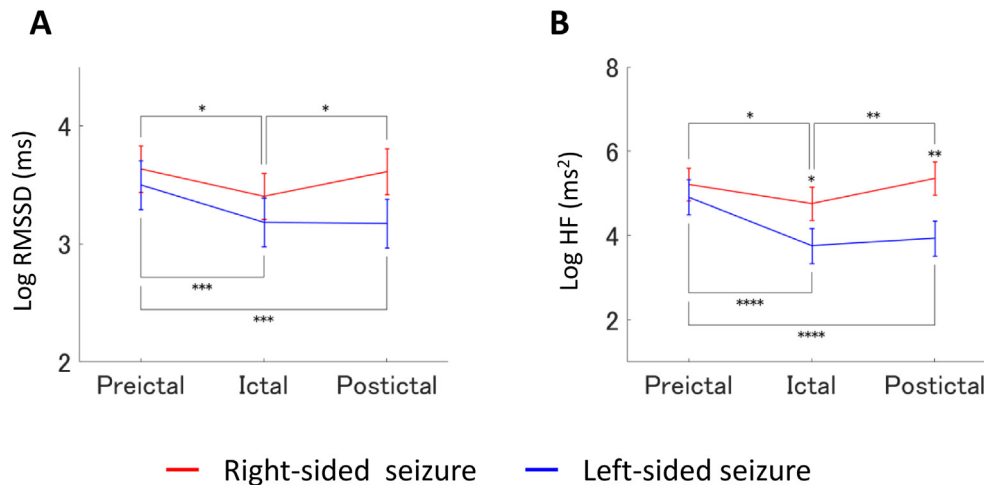 A
B
Log RMSSD (ms)
4
3
2
*
*
***
***
Preictal Ictal Postictal
Log HF (ms²)
8
6
4
2
*
**
*
**
****
****
Preictal Ictal Postictal
Right-sided seizure
Left-sided seizure